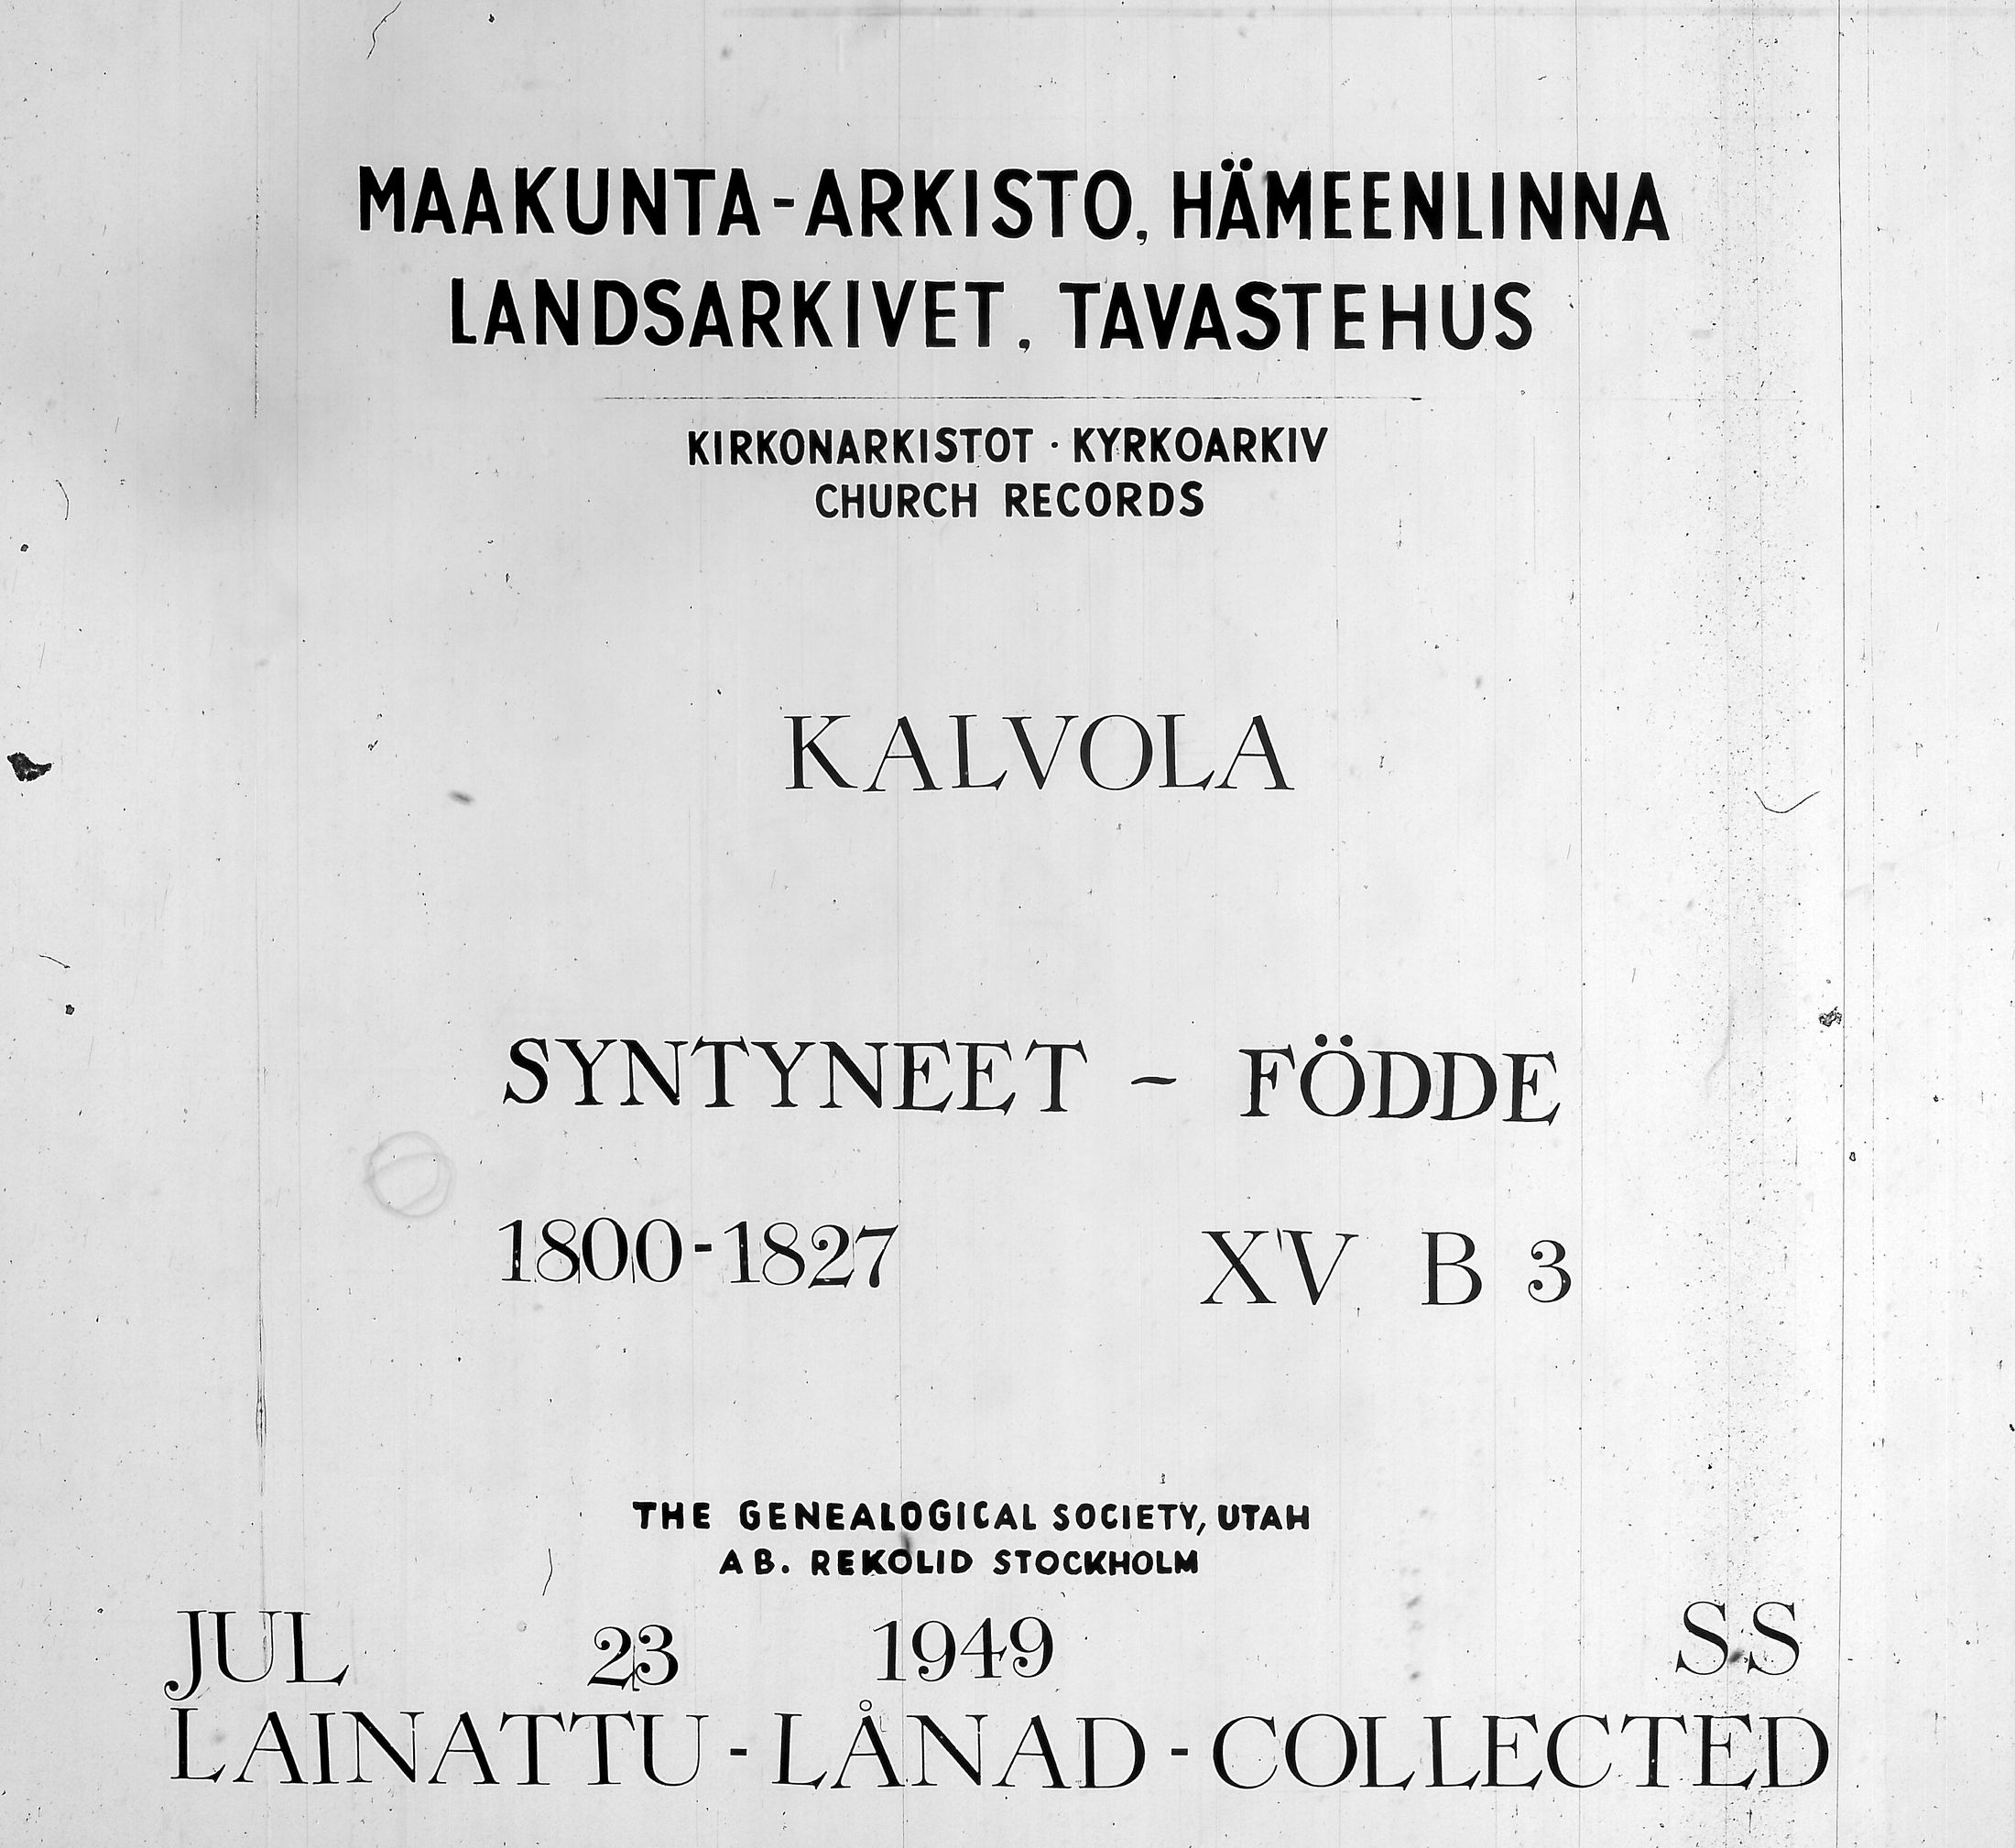 MAAKUNTA-ARKISTO, HÄMEENLINNA
LANDSARKIVET, TAVASTEHUS
KIRKONARKISTOT · KYRKOARKIV
CHURCH RECORDS
KALVOLA
SYNTYNEET - FÖDDE
1800-1827 XV B 3
THE GENEALOGICAL SOCIETY, UTAH
AB. REKOLID STOCKHOLM
JUL 23 1949 SS
LAINATTU - LÅNAD - COLLECTED